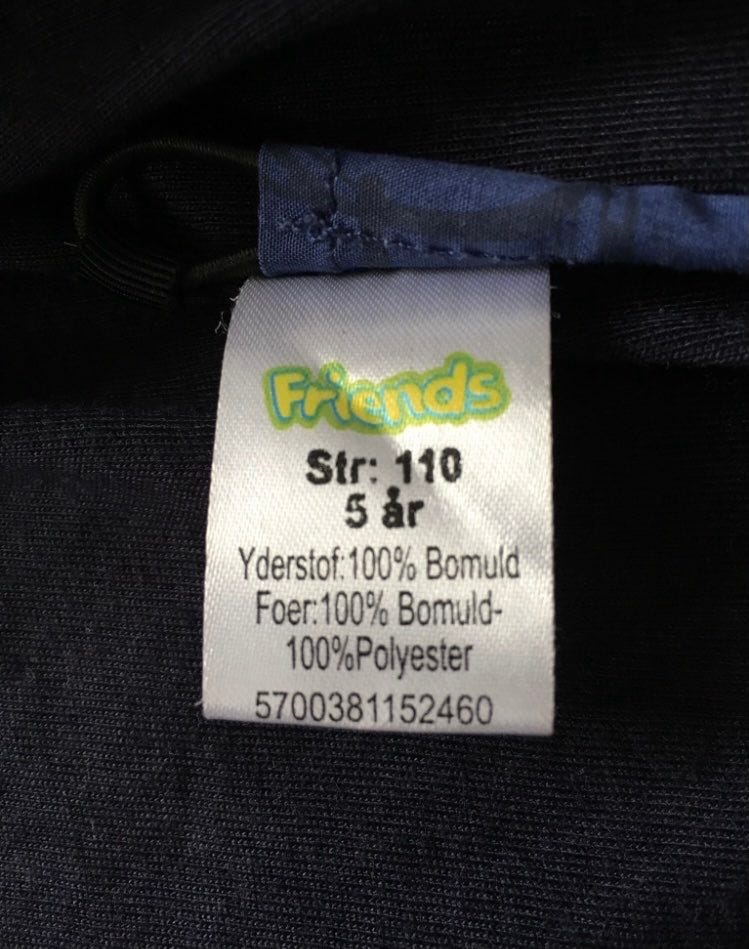 Friends
Str: 110
5 år
Yderstof:100% Bomuld
Foer:100% Bomuld-
100%Polyester
5700381152460